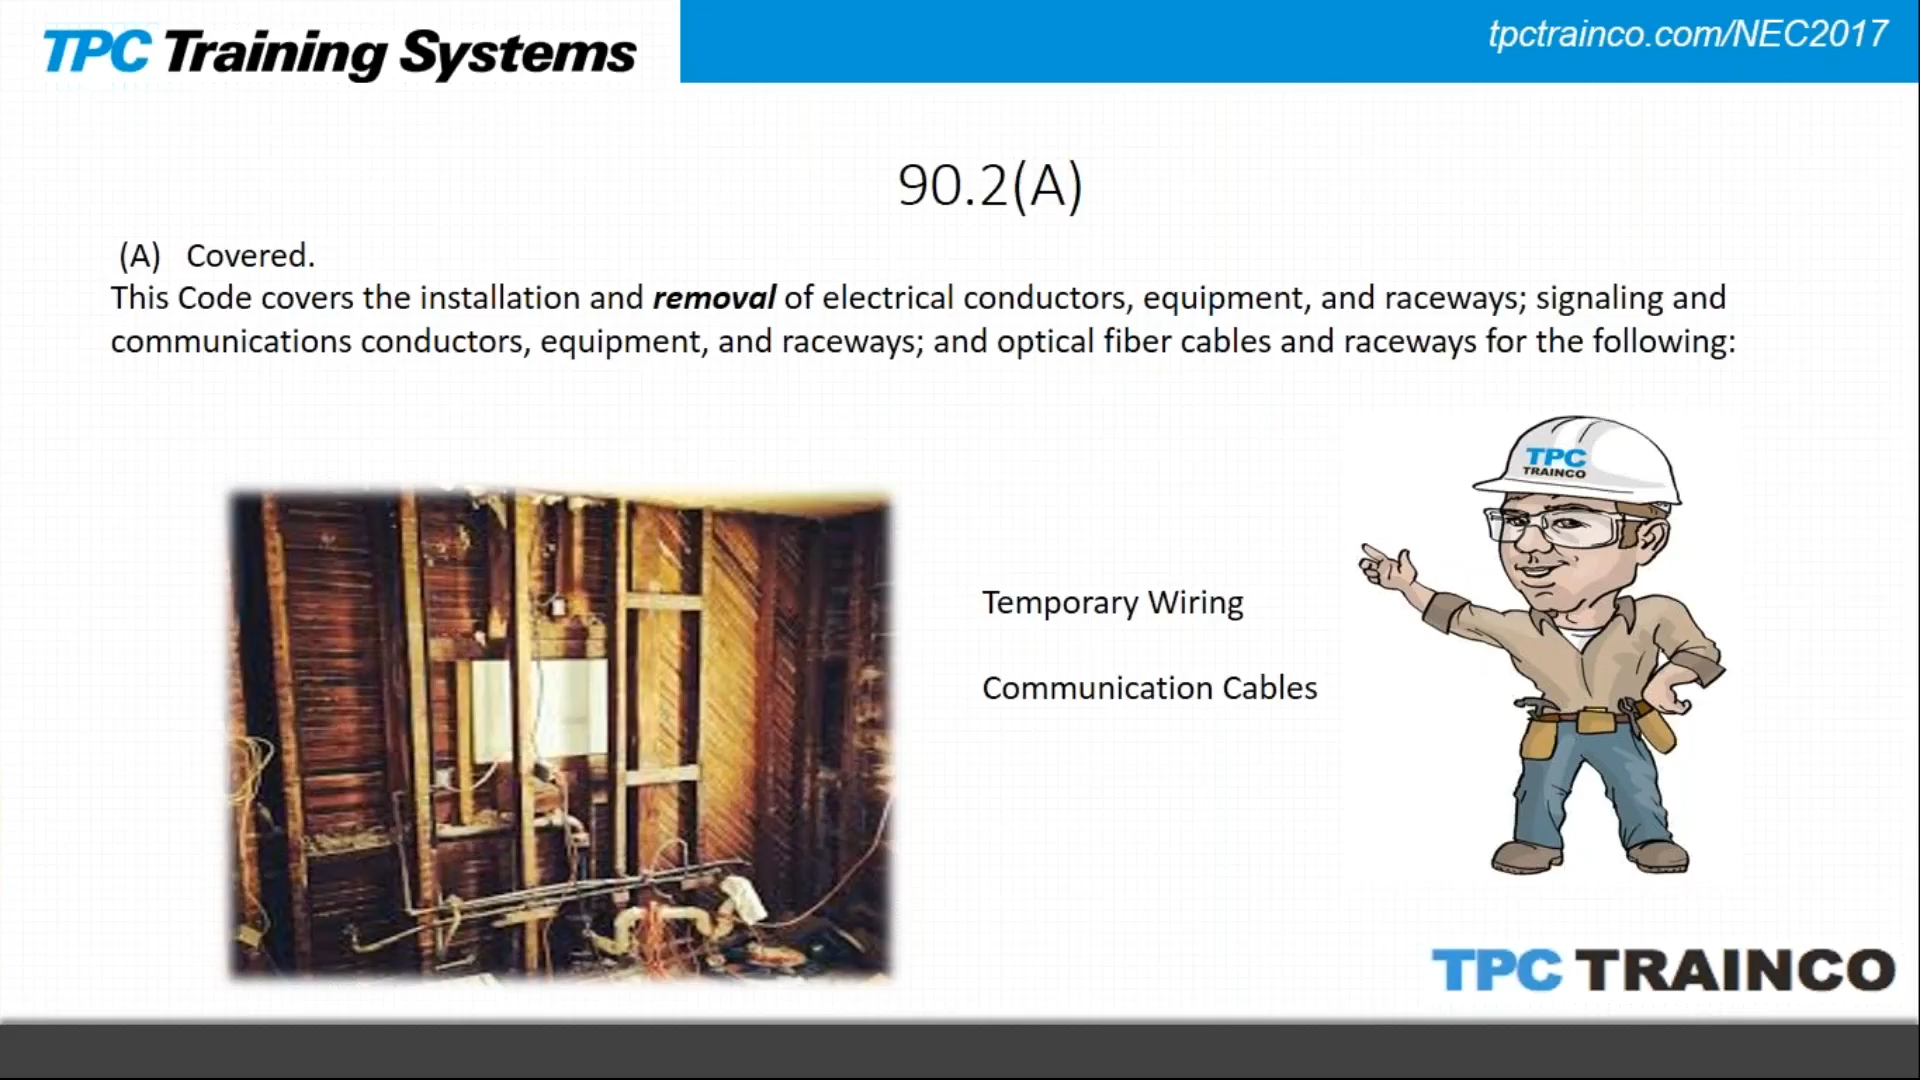 TPC Training Systems
tpctrainco.com/NEC2017
90.2(A)
(A) Covered.
This Code covers the installation and removal of electrical conductors, equipment, and raceways; signaling and
communications conductors, equipment, and raceways; and optical fiber cables and raceways for the following:
TPC
TRAINCO
Temporary Wiring
Communication Cables
TPC TRAINCO